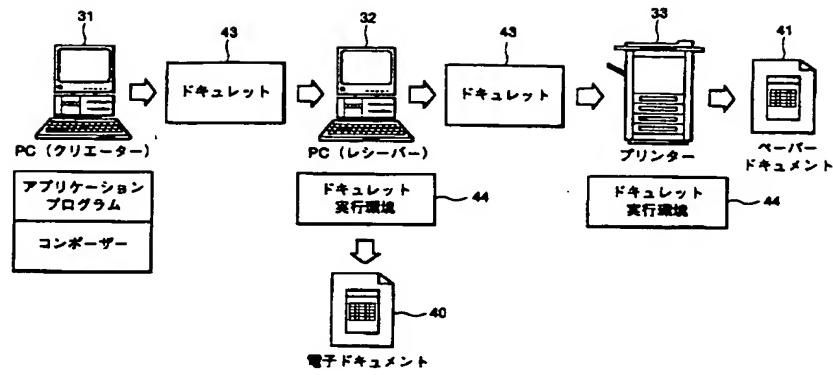 31
43
32
43
33
41
ドキュレット
ドキュレット
PC（クリエーター）
PC（レシーバー）
プリンター
ペーパー
ドキュメント
アプリケーション
プログラム
コンポーザー
ドキュレット
実行環境
44
ドキュレット
実行環境
44
40
電子ドキュメント